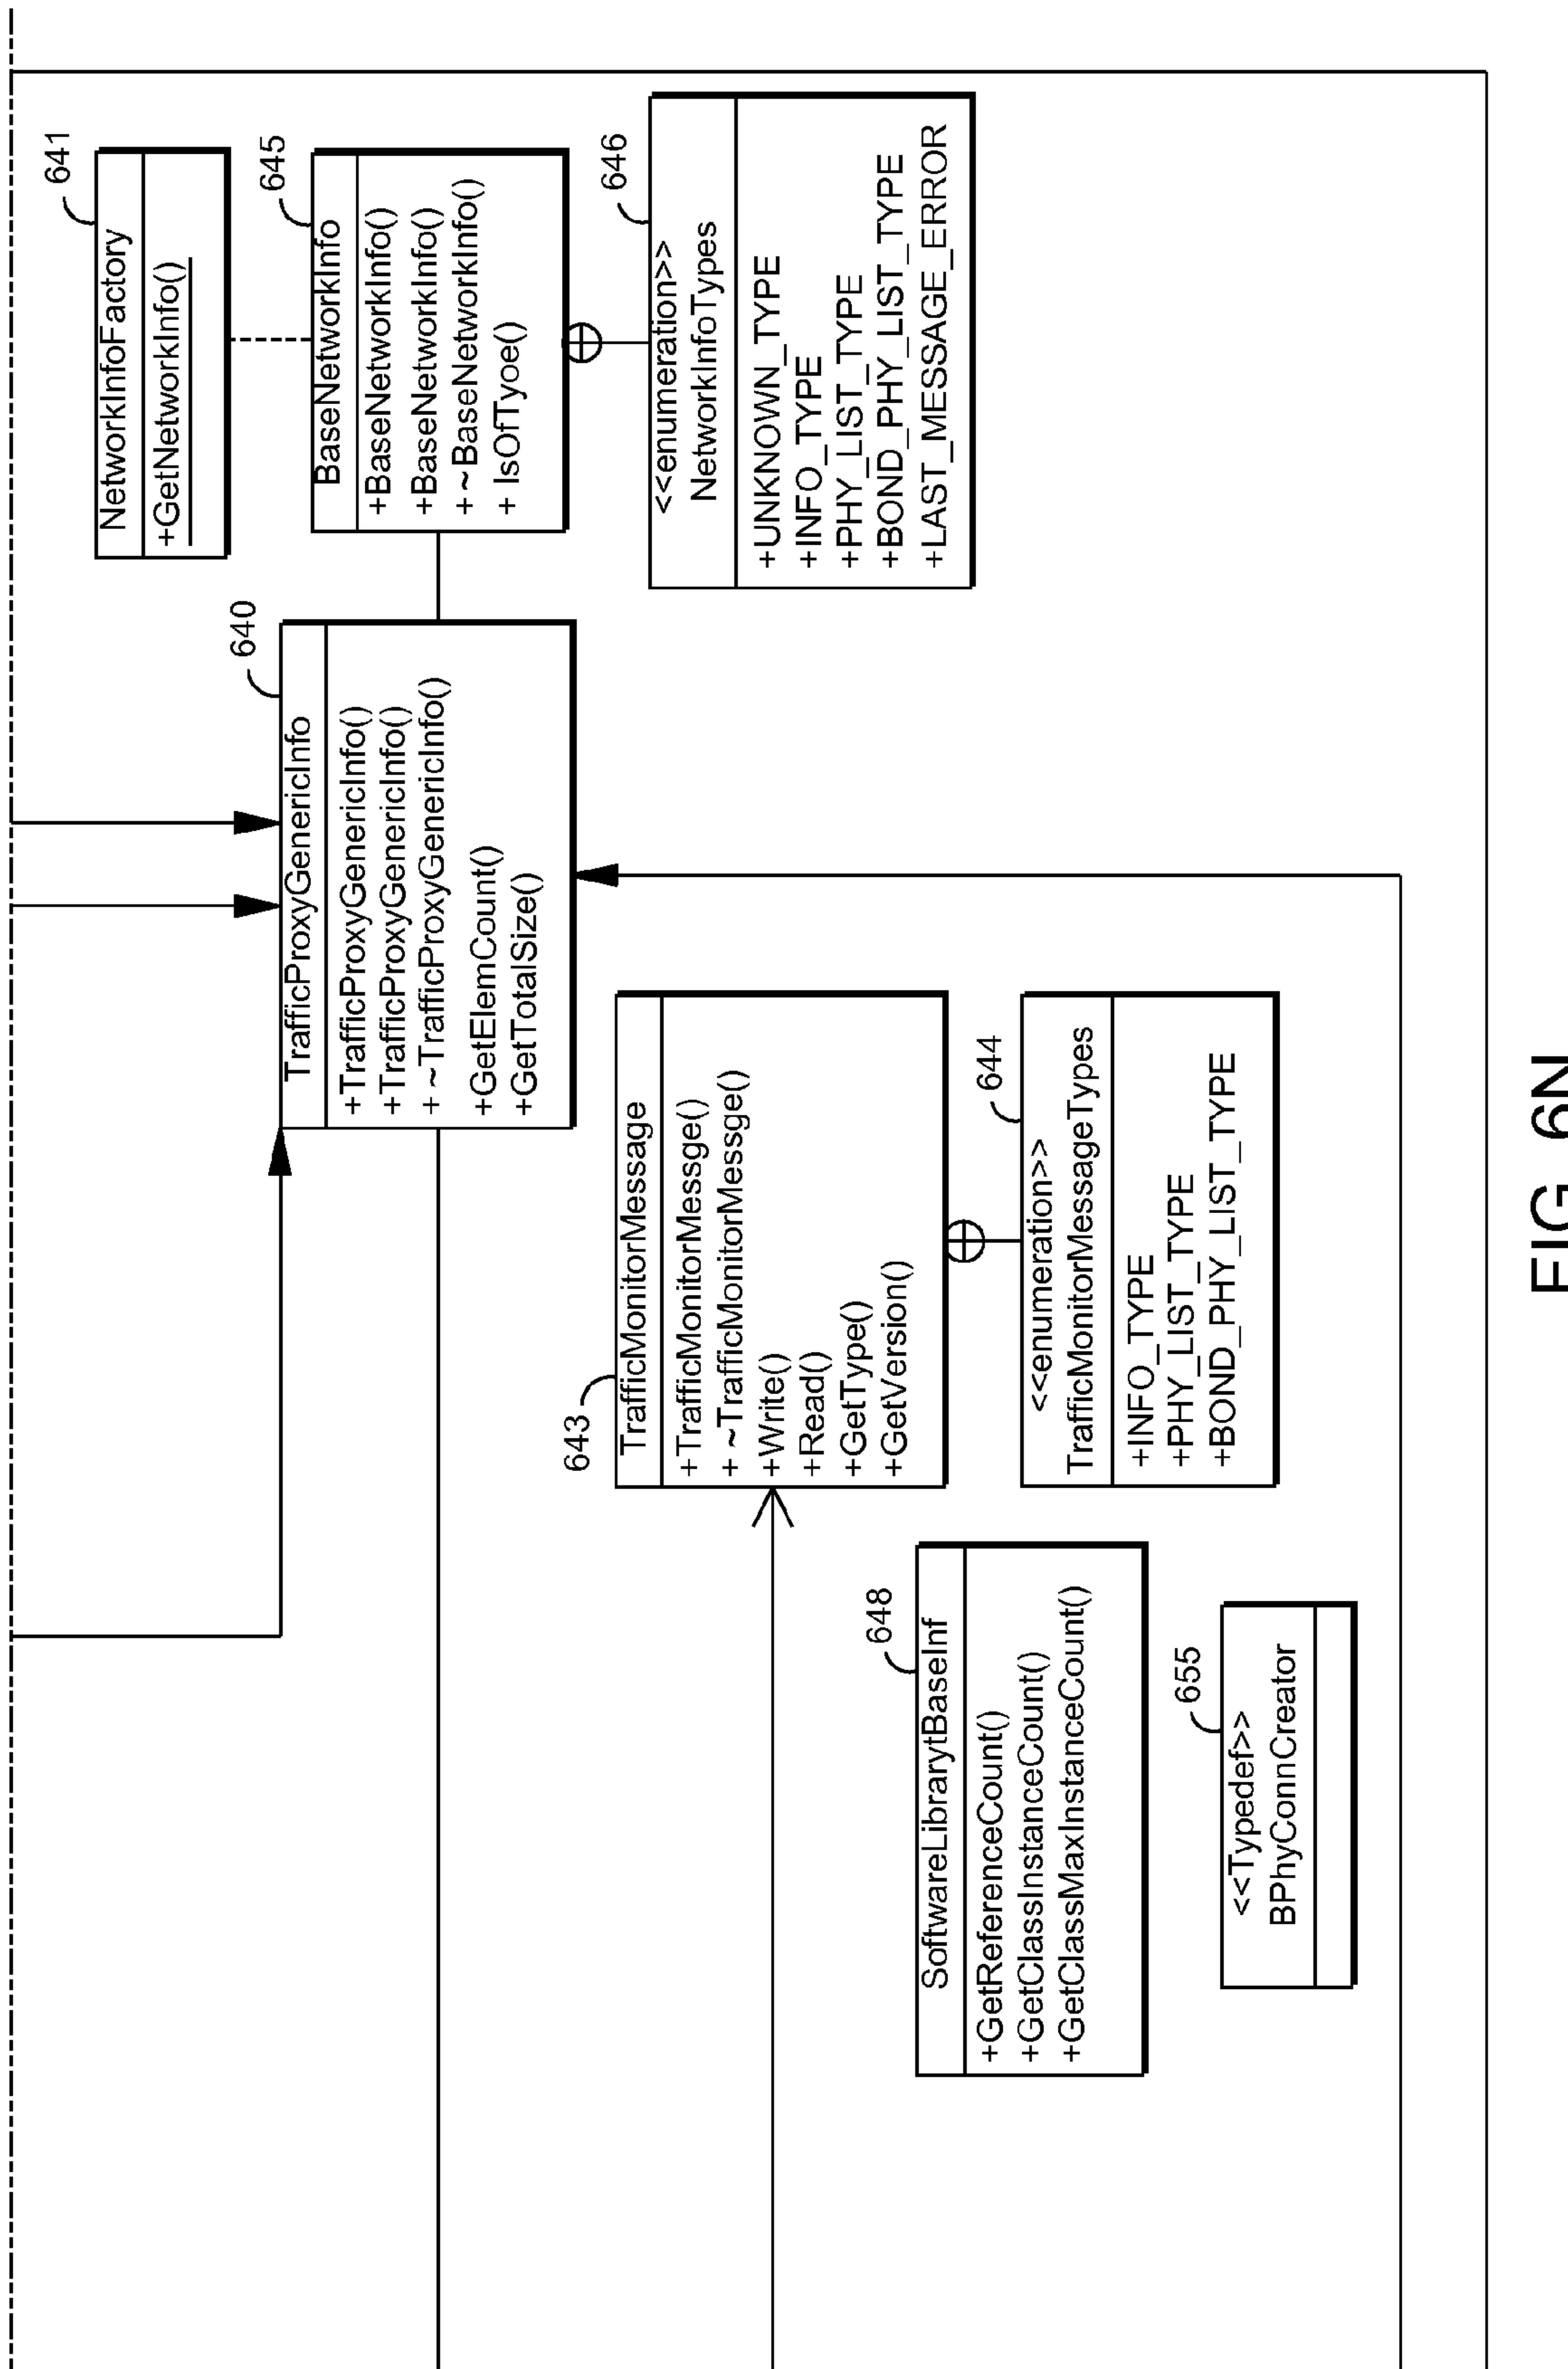 641
NetworkInfoFactory
+GetNetworkInfo()
645
BaseNetworkInfo
+BaseNetworkInfo()
+BaseNetworkInfo()
+ ~BaseNetworkInfo()
+ IsOfTyoe()
646
<<enumeration>>
NetworkInfoTypes
+UNKNOWN_TYPE
+INFO_TYPE
+PHY_LIST_TYPE
+BOND_PHY_LIST_TYPE
+LAST_MESSAGE_ERROR
640
TrafficProxyGenericInfo
+TrafficProxyGenericInfo()
+TrafficProxyGenericInfo()
+ ~TrafficProxyGenericInfo()
+GetElemCount()
+GetTotalSize()
643
TrafficMonitorMessage
+TrafficMonitorMessge()
+ ~TrafficMonitorMessge()
+Write()
+Read()
+GetType()
+GetVersion()
644
<<enumeration>>
TrafficMonitorMessageTypes
+INFO_TYPE
+PHY_LIST_TYPE
+BOND_PHY_LIST_TYPE
648
SoftwareLibrarytBaseInf
+GetReferenceCount()
+GetClassInstanceCount()
+GetClassMaxInstanceCount()
655
<<Typedef>>
BPhyConnCreator
FIG. 6N